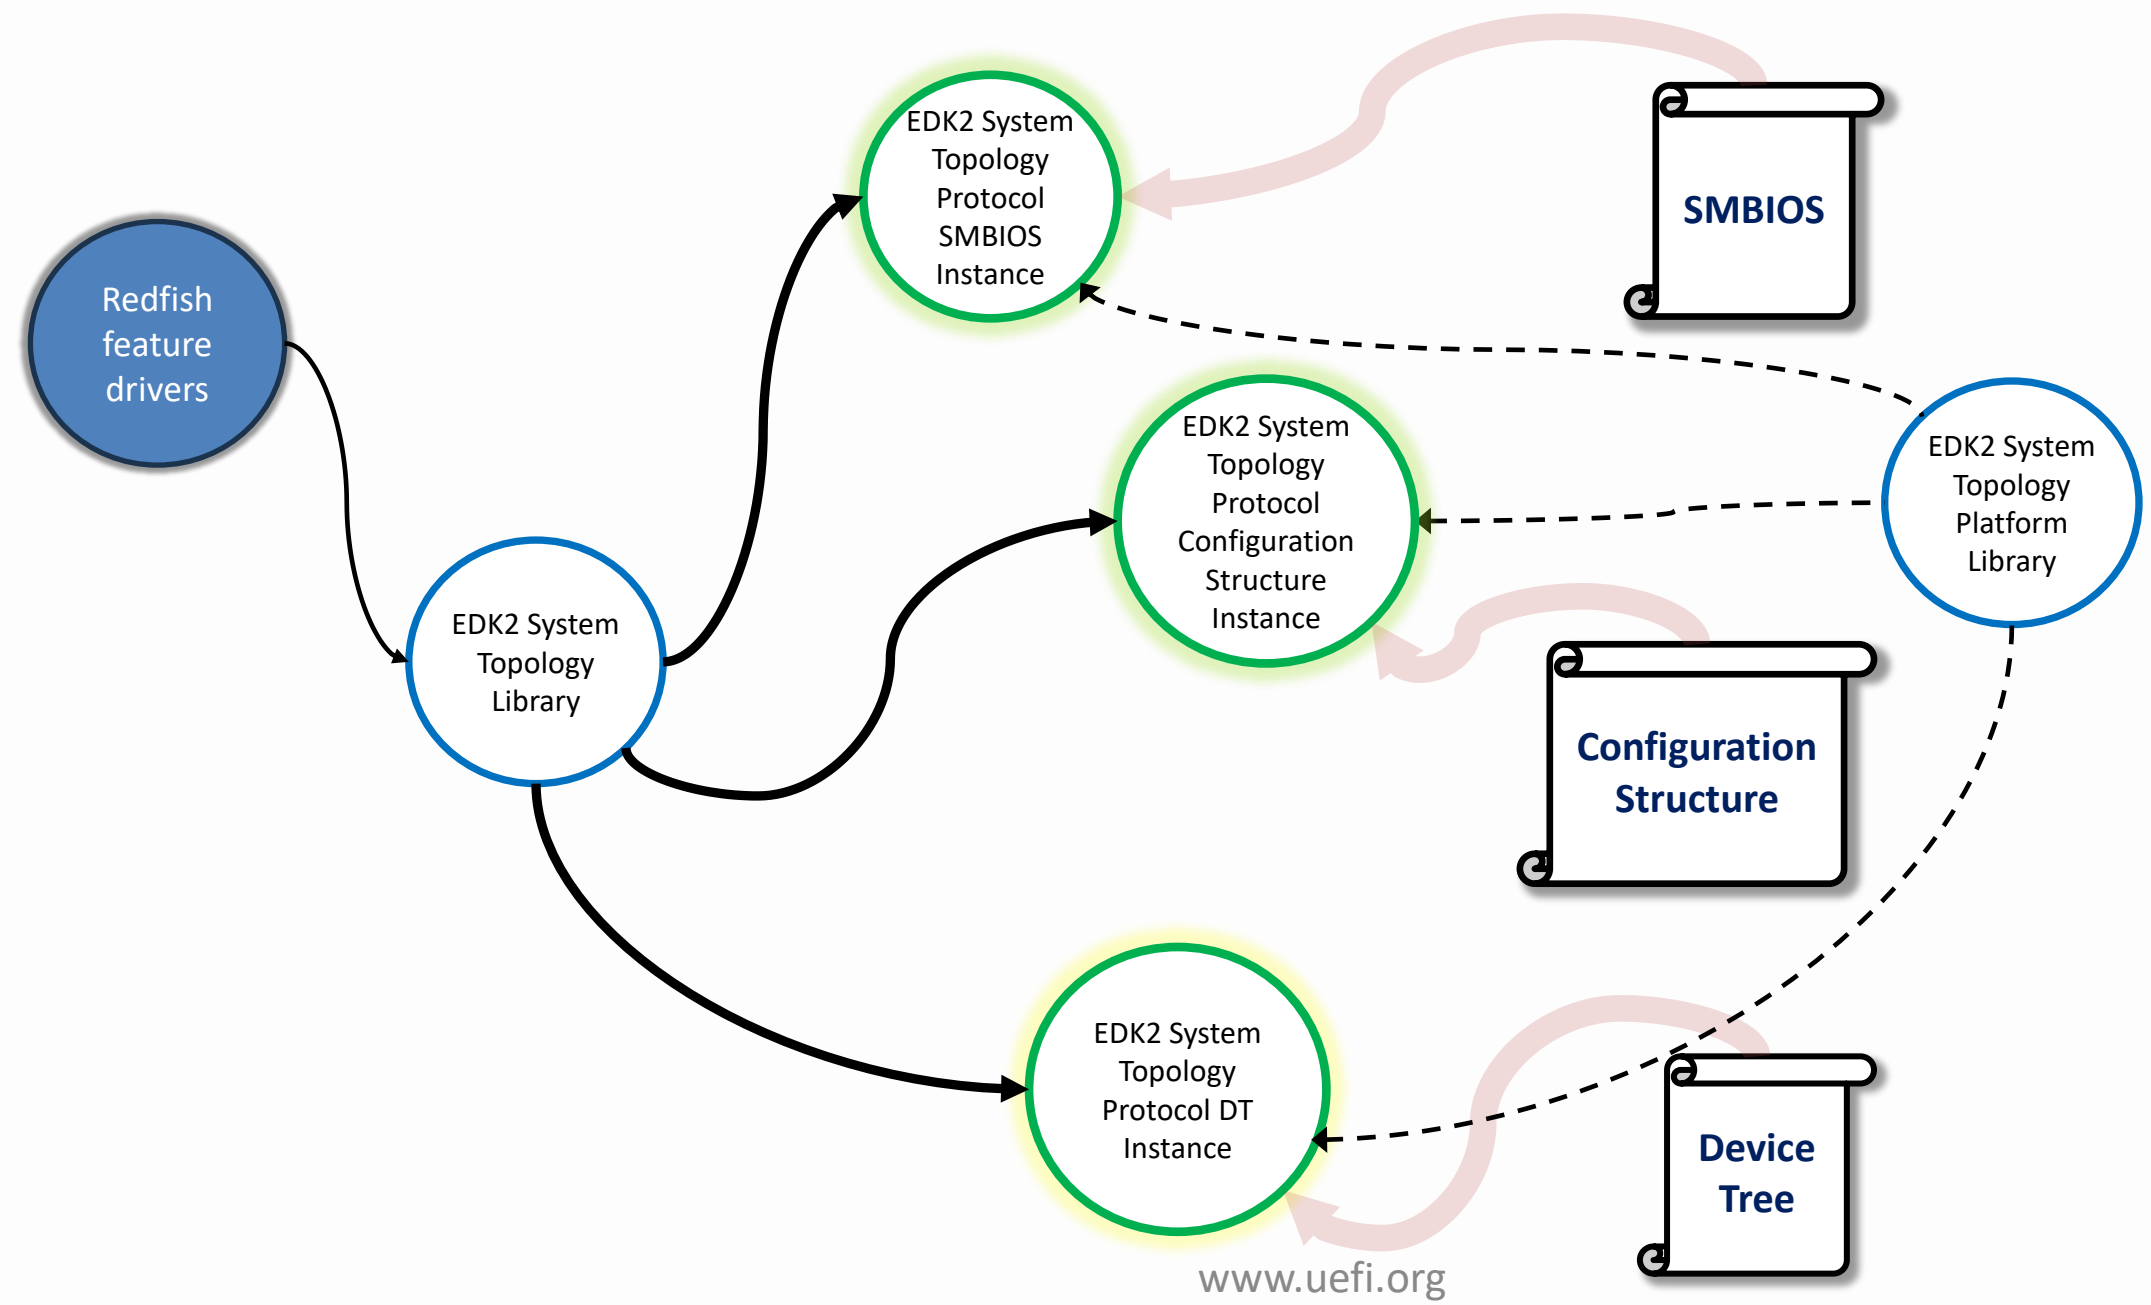 EDK2 System
Topology
Protocol
SMBIOS
Instance
SMBIOS
Redfish
feature
drivers
EDK2 System
Topology
Protocol
Configuration
Structure
Instance
EDK2 System
Topology
Platform
Library
EDK2 System
Topology
Library
Configuration
Structure
EDK2 System
Topology
Protocol DT
Instance
Device
Tree
www.uefi.org